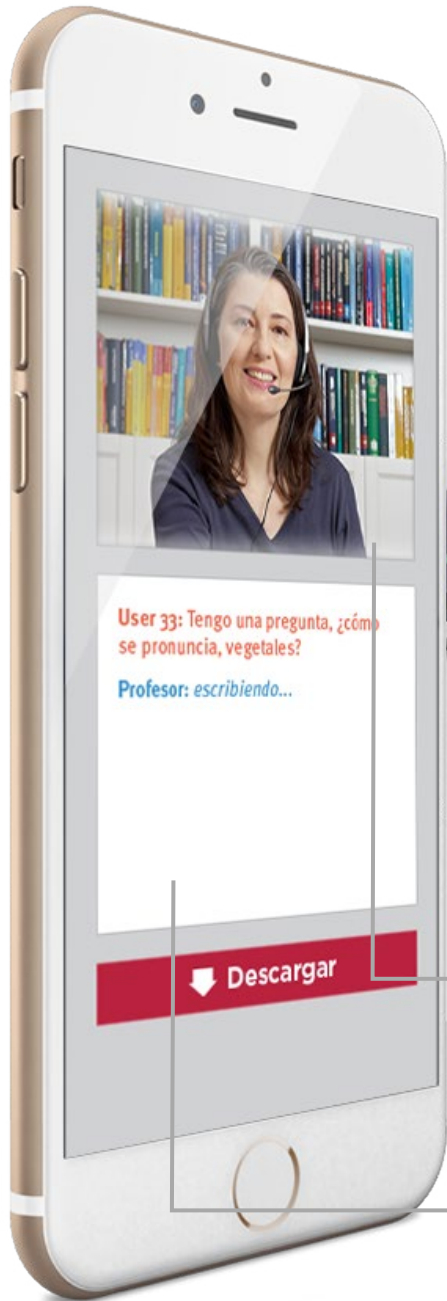 User 33: Tengo una pregunta, ¿cómo
se pronuncia, vegetales?
Profesor: escribiendo...
Descargar